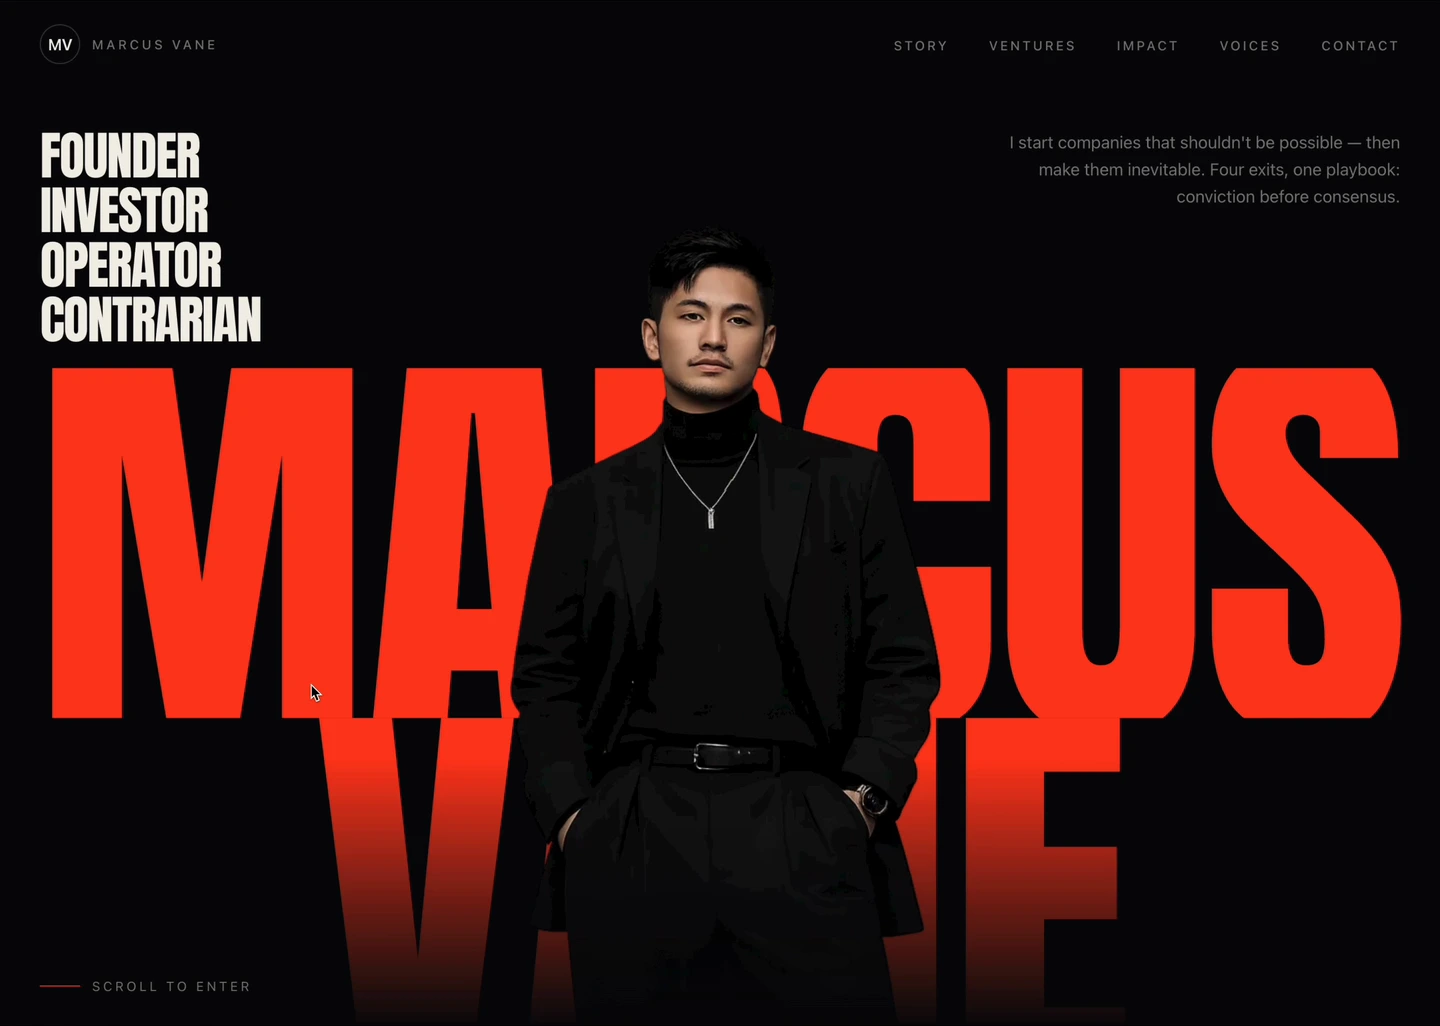 MV MARCUS VANE
STORY VENTURES IMPACT VOICES CONTACT
FOUNDER
INVESTOR
OPERATOR
CONTRARIAN
I start companies that shouldn't be possible — then
make them inevitable. Four exits, one playbook:
conviction before consensus.
MARCUS
VANE
SCROLL TO ENTER